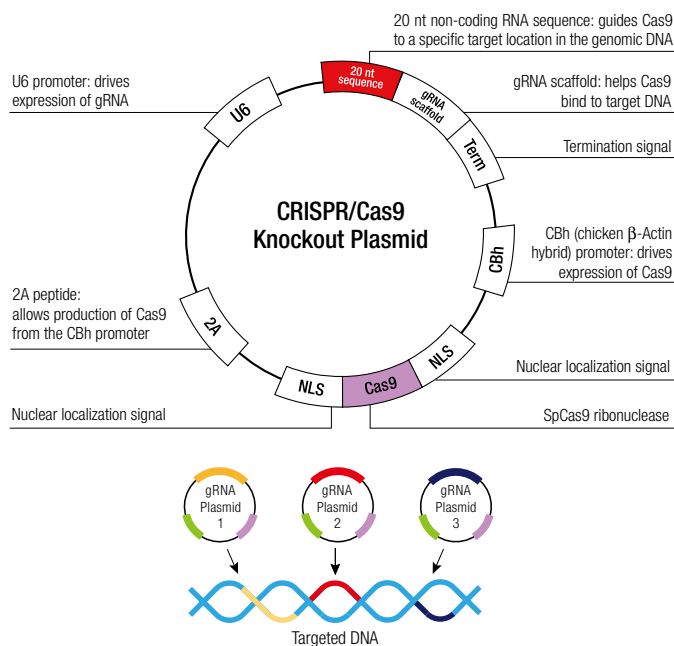 20 nt non-coding RNA sequence: guides Cas9
to a specific target location in the genomic DNA
U6 promoter: drives
expression of gRNA
20 nt
sequence
gRNA
scaffold
gRNA scaffold: helps Cas9
bind to target DNA
U6
Term
Termination signal
CRISPR/Cas9
Knockout Plasmid
CBh
CBh (chicken β-Actin
hybrid) promoter: drives
expression of Cas9
2A peptide:
allows production of Cas9
from the CBh promoter
2A
NLS
Cas9
NLS
Nuclear localization signal
Nuclear localization signal
SpCas9 ribonuclease
gRNA
Plasmid
1
gRNA
Plasmid
2
gRNA
Plasmid
3
Targeted DNA